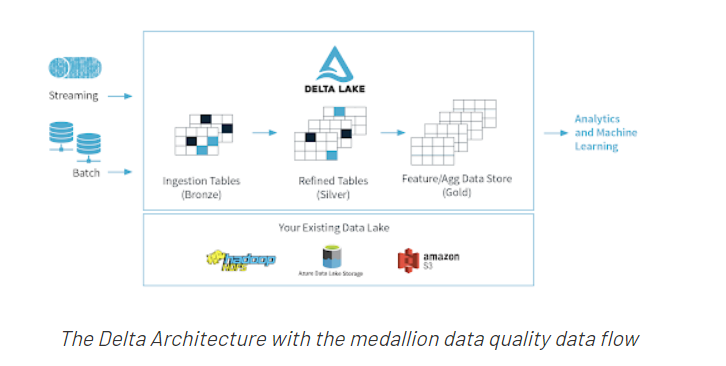 DELTA LAKE
Streaming
Batch
Ingestion Tables
(Bronze)
Refined Tables
(Silver)
Feature/Agg Data Store
(Gold)
Analytics
and Machine
Learning
Your Existing Data Lake
hadoop
HDFS
Azure Data Lake Storage
amazon
S3
The Delta Architecture with the medallion data quality data flow